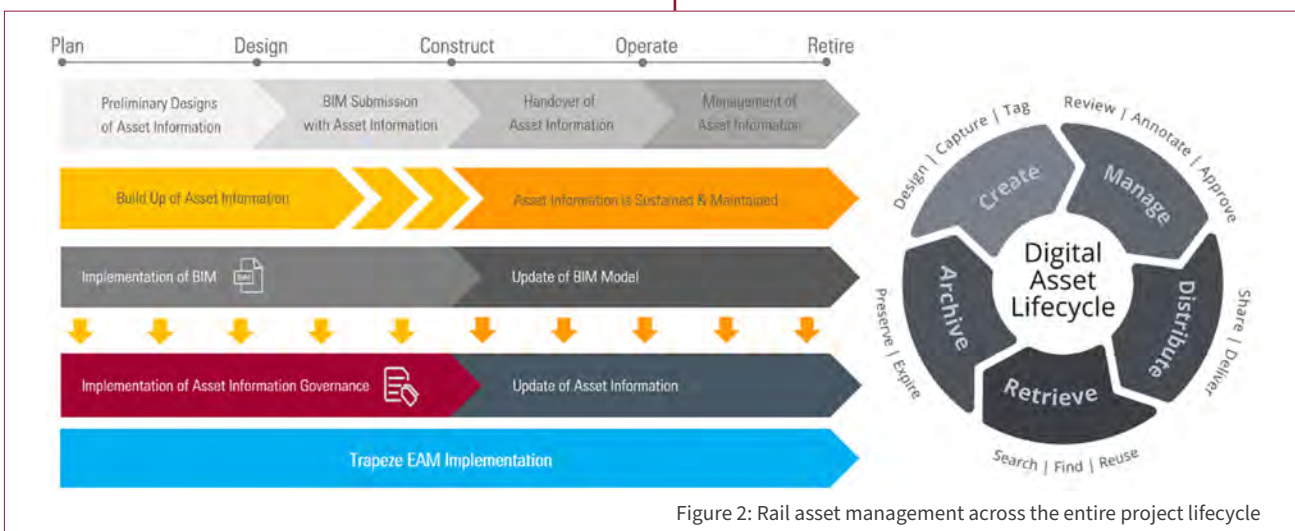 Plan Design Construct Operate Retire
Preliminary Designs
of Asset Information
BIM Submission
with Asset Information
Handover of
Asset Information
Management of
Asset Information
Build Up of Asset Information
Asset Information is Sustained & Maintained
Implementation of BIM
BIM
Update of BIM Model
Implementation of Asset Information Governance
Update of Asset Information
Trapeze EAM Implementation
Design | Capture | Tag
Review | Annotate | Approve
Create
Manage
Digital
Asset
Lifecycle
Archive
Distribute
Preserve | Expire
Share | Deliver
Retrieve
Search | Find | Reuse
Figure 2: Rail asset management across the entire project lifecycle